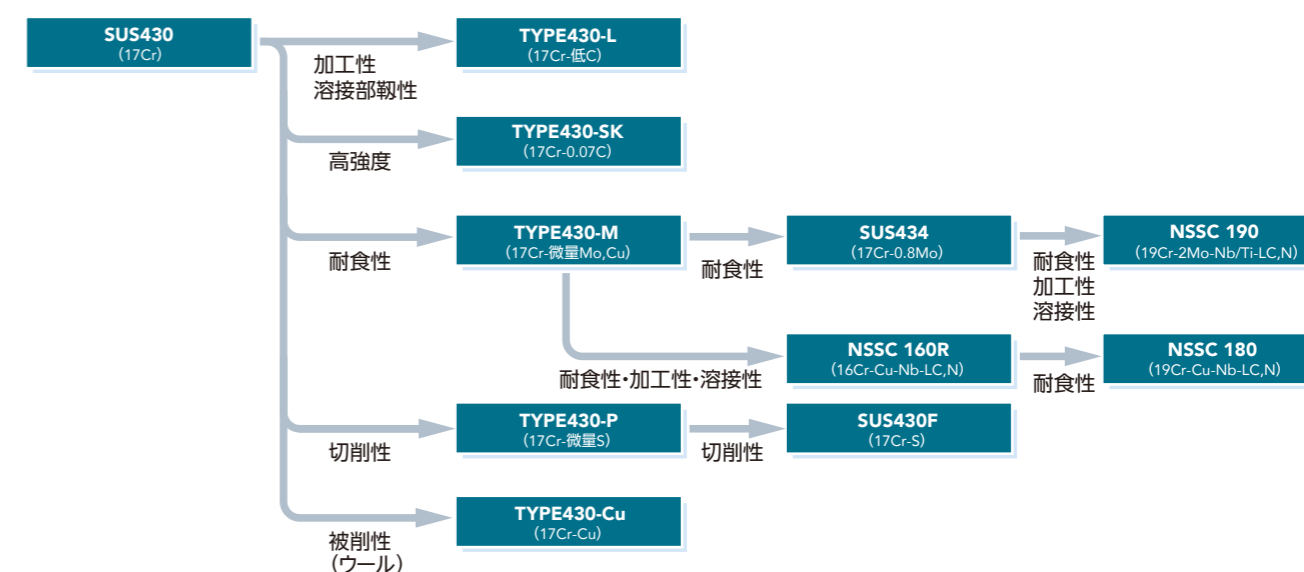 SUS430
（17Cr）
加工性
溶接部靱性
TYPE430-L
（17Cr-低C）
高強度
TYPE430-SK
（17Cr-0.07C）
耐食性
TYPE430-M
（17Cr-微量Mo,Cu）
耐食性
SUS434
（17Cr-0.8Mo）
耐食性
加工性
溶接性
NSSC 190
（19Cr-2Mo-Nb/Ti-LC,N）
耐食性・加工性・溶接性
NSSC 160R
（16Cr-Cu-Nb-LC,N）
耐食性
NSSC 180
（19Cr-Cu-Nb-LC,N）
切削性
TYPE430-P
（17Cr-微量S）
切削性
SUS430F
（17Cr-S）
被削性
（ウール）
TYPE430-Cu
（17Cr-Cu）